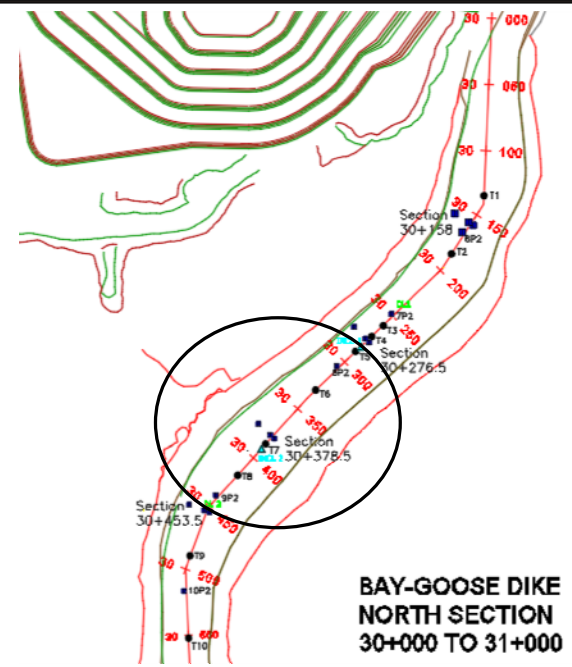 30 000
30 060
30 100
T1
30 150
Section
30+158
6P2
T2
30 200
7P2
30 250
T3
T4
Section
30+276.5
T5
30 300
8P2
T6
30 350
Section
30+378.5
T7
30 400
T8
9P2
30 450
Section
30+453.5
T9
30 500
10P2
30 600
T10
BAY-GOOSE DIKE
NORTH SECTION
30+000 TO 31+000